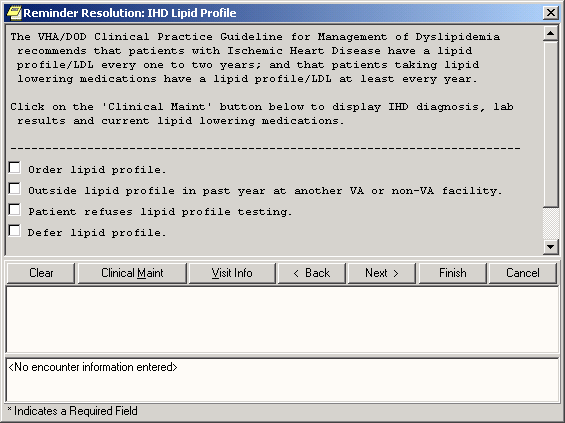 Reminder Resolution: IHD Lipid Profile
The VHA/DOD Clinical Practice Guideline for Management of Dyslipidemia
recommends that patients with Ischemic Heart Disease have a lipid
profile/LDL every one to two years; and that patients taking lipid
lowering medications have a lipid profile/LDL at least every year.
Click on the 'Clinical Maint' button below to display IHD diagnosis, lab
results and current lipid lowering medications.
-------------------------------------------------------------------------
Order lipid profile.
Outside lipid profile in past year at another VA or non-VA facility.
Patient refuses lipid profile testing.
Defer lipid profile.
Clear Clinical Maint Visit Info < Back Next > Finish Cancel
<No encounter information entered>
* Indicates a Required Field